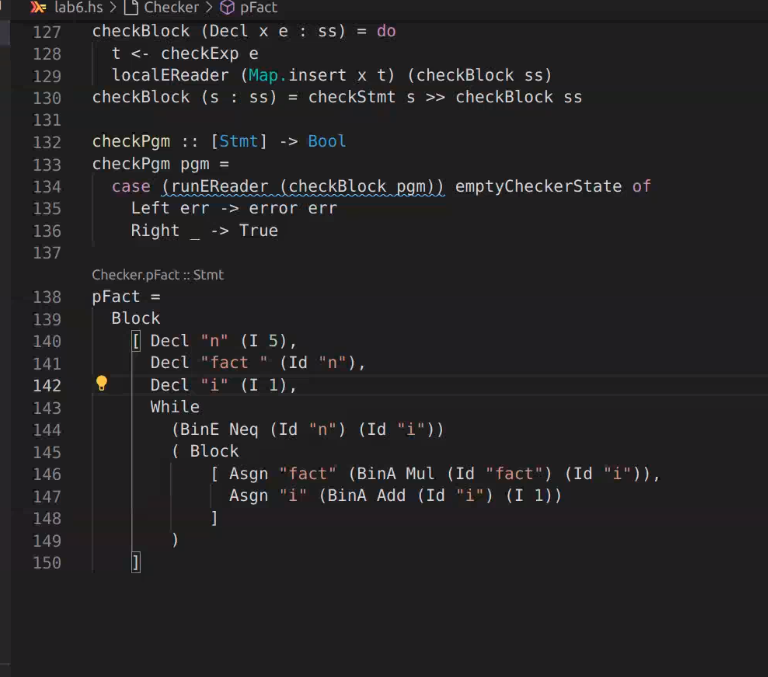 lab6.hs > Checker > pFact
127 checkBlock (Decl x e : ss) = do
128   t <- checkExp e
129   localEReader (Map.insert x t) (checkBlock ss)
130 checkBlock (s : ss) = checkStmt s >> checkBlock ss
131
132 checkPgm :: [Stmt] -> Bool
133 checkPgm pgm =
134   case (runEReader (checkBlock pgm)) emptyCheckerState of
135     Left err -> error err
136     Right _ -> True
137
Checker.pFact :: Stmt
138 pFact =
139   Block
140     [ Decl "n" (I 5),
141       Decl "fact " (Id "n"),
142       Decl "i" (I 1),
143       While
144         (BinE Neq (Id "n") (Id "i"))
145         ( Block
146             [ Asgn "fact" (BinA Mul (Id "fact") (Id "i")),
147               Asgn "i" (BinA Add (Id "i") (I 1))
148             ]
149         )
150     ]